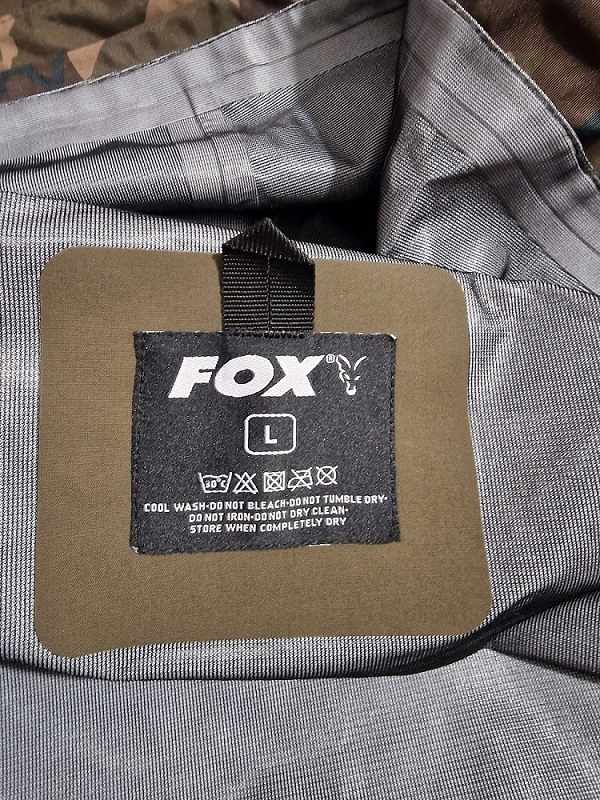 FOX®
L
30°C
COOL WASH-DO NOT BLEACH-DO NOT TUMBLE DRY-
DO NOT IRON-DO NOT DRY CLEAN-
STORE WHEN COMPLETELY DRY